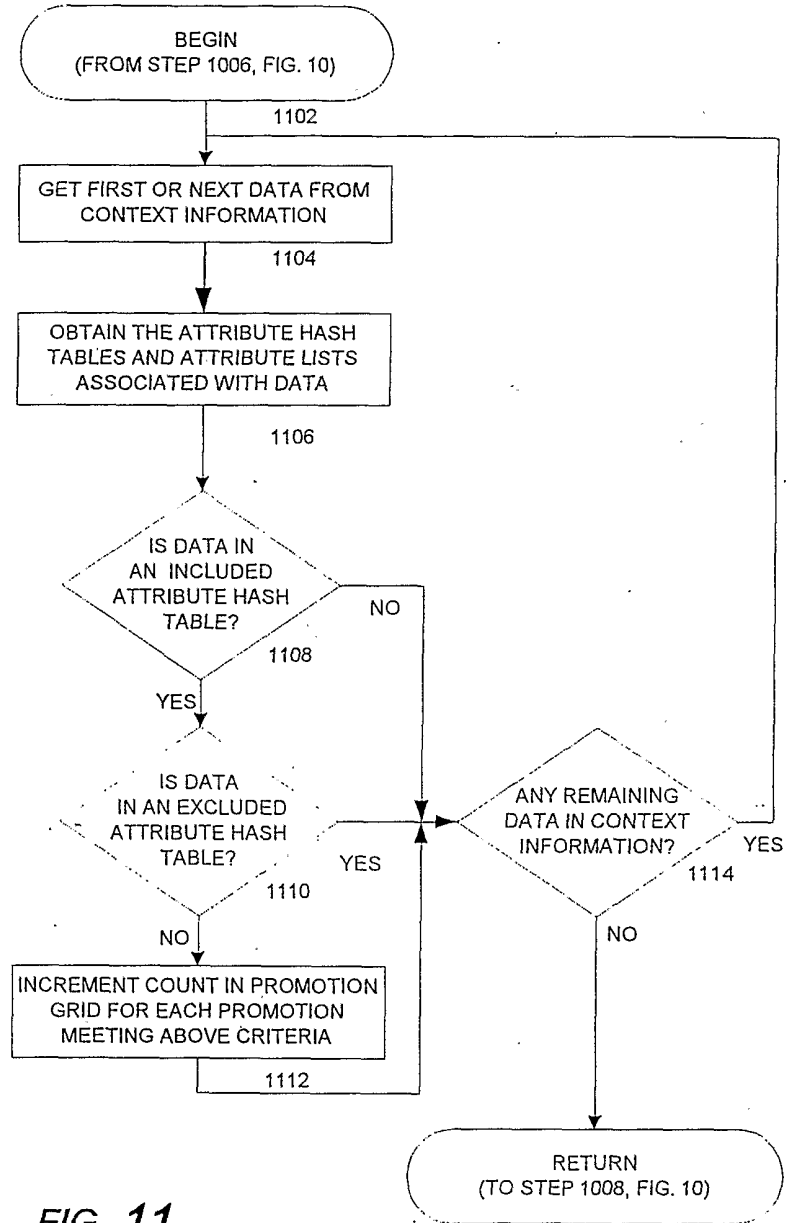 BEGIN
(FROM STEP 1006, FIG. 10)
1102
GET FIRST OR NEXT DATA FROM
CONTEXT INFORMATION
1104
OBTAIN THE ATTRIBUTE HASH
TABLES AND ATTRIBUTE LISTS
ASSOCIATED WITH DATA
1106
IS DATA IN
AN INCLUDED
ATTRIBUTE HASH
TABLE?
NO
1108
YES
IS DATA
IN AN EXCLUDED
ATTRIBUTE HASH
TABLE?
YES
1110
NO
INCREMENT COUNT IN PROMOTION
GRID FOR EACH PROMOTION
MEETING ABOVE CRITERIA
1112
ANY REMAINING
DATA IN CONTEXT
INFORMATION?
YES
1114
NO
RETURN
(TO STEP 1008, FIG. 10)
FIG. 11